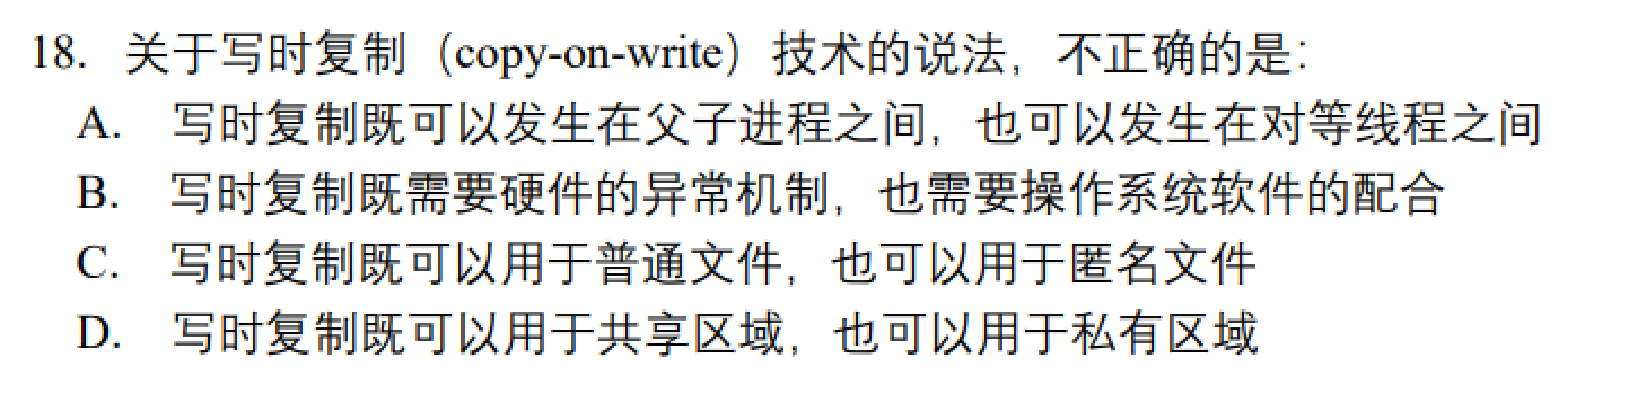 18. 关于写时复制（copy-on-write）技术的说法，不正确的是：
A. 写时复制既可以发生在父子进程之间，也可以发生在对等线程之间
B. 写时复制既需要硬件的异常机制，也需要操作系统软件的配合
C. 写时复制既可以用于普通文件，也可以用于匿名文件
D. 写时复制既可以用于共享区域，也可以用于私有区域